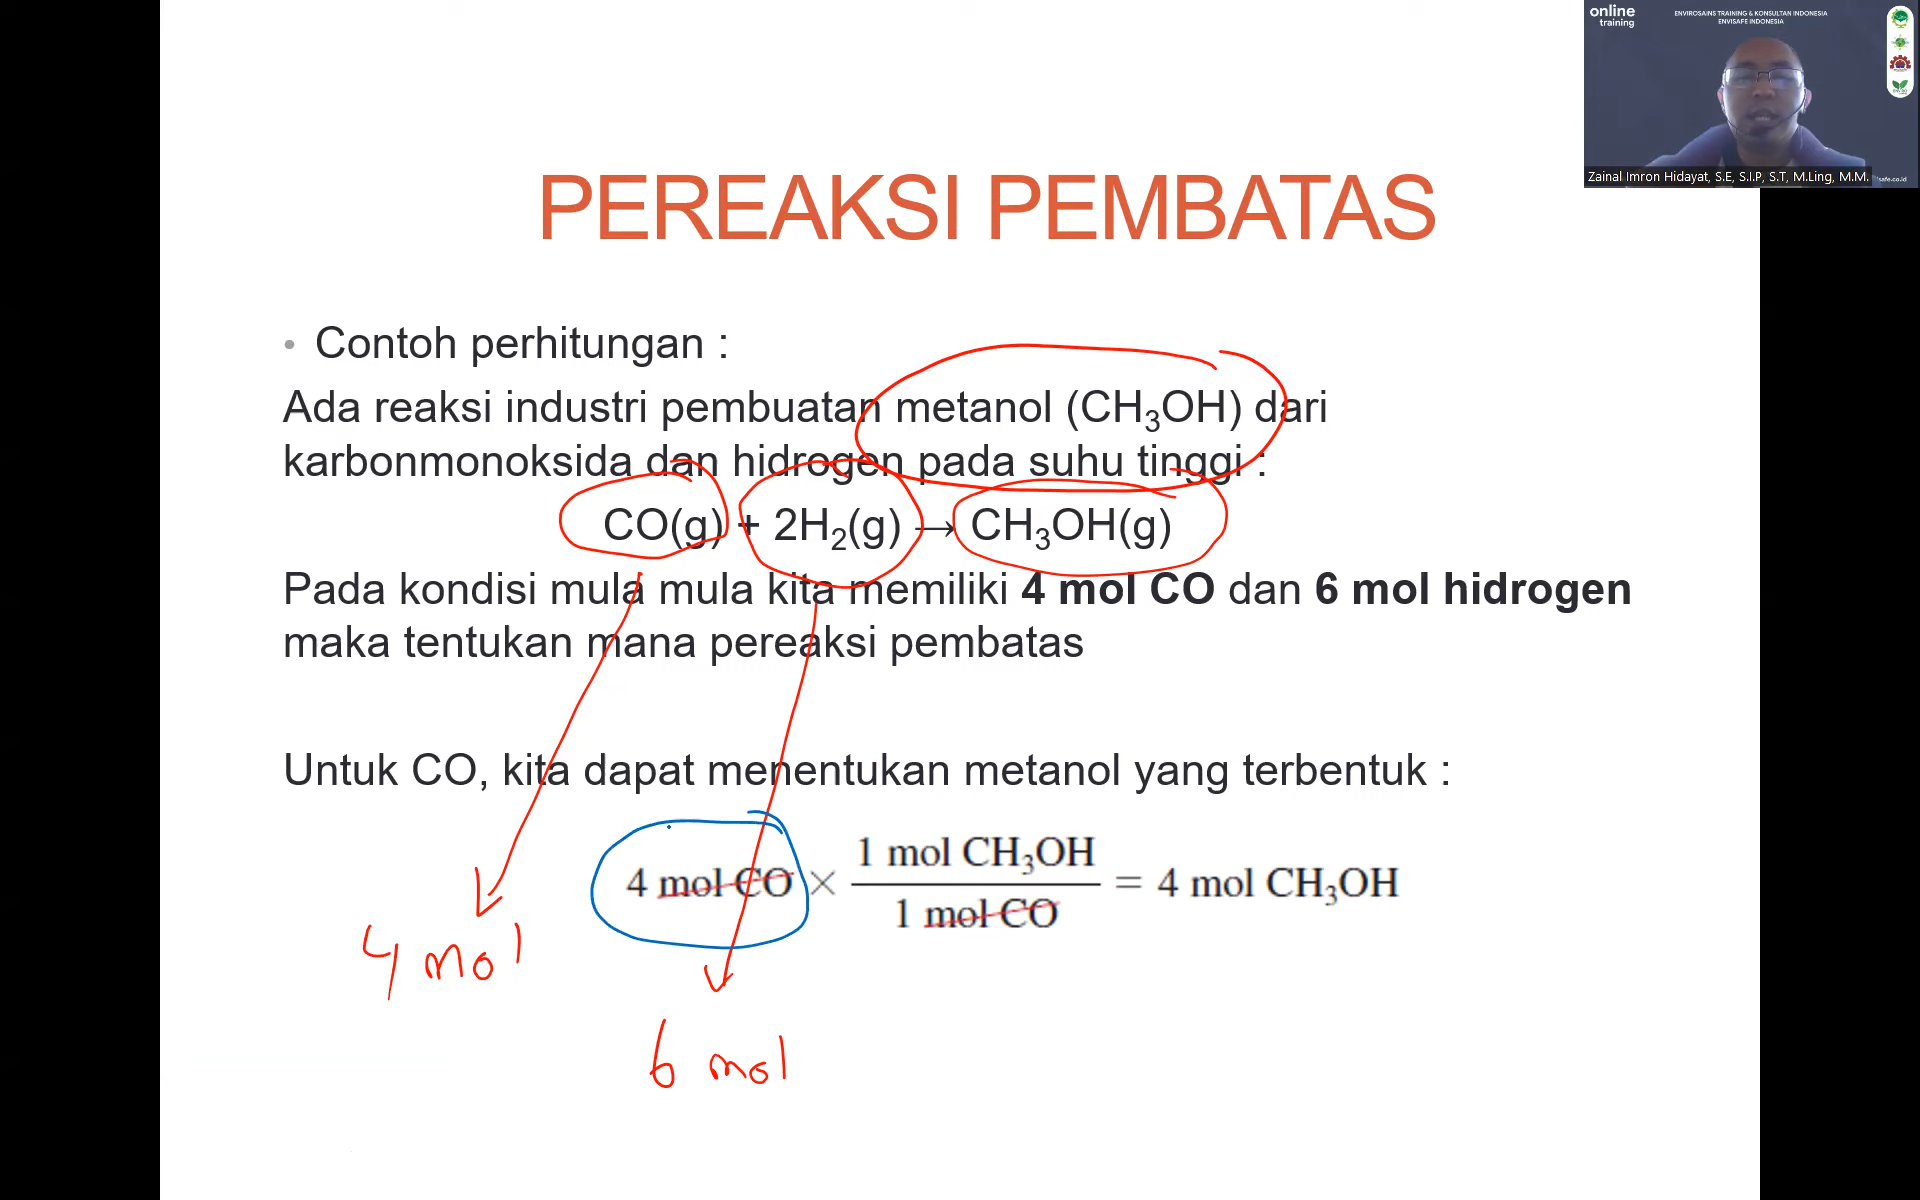 online
training
ENVIROSAINS TRAINING & KONSULTAN INDONESIA
ENVISAFE INDONESIA
Zainal Imron Hidayat, S.E, S.I.P, S.T, M.Ling, M.M.
safe.co.id
PEREAKSI PEMBATAS
• Contoh perhitungan :
Ada reaksi industri pembuatan metanol (CH₃OH) dari
karbonmonoksida dan hidrogen pada suhu tinggi :
CO(g) + 2H₂(g) → CH₃OH(g)
Pada kondisi mula mula kita memiliki 4 mol CO dan 6 mol hidrogen
maka tentukan mana pereaksi pembatas
Untuk CO, kita dapat menentukan metanol yang terbentuk :
1 mol CH₃OH
4 mol CO × = 4 mol CH₃OH
1 mol CO
4 mol
6 mol